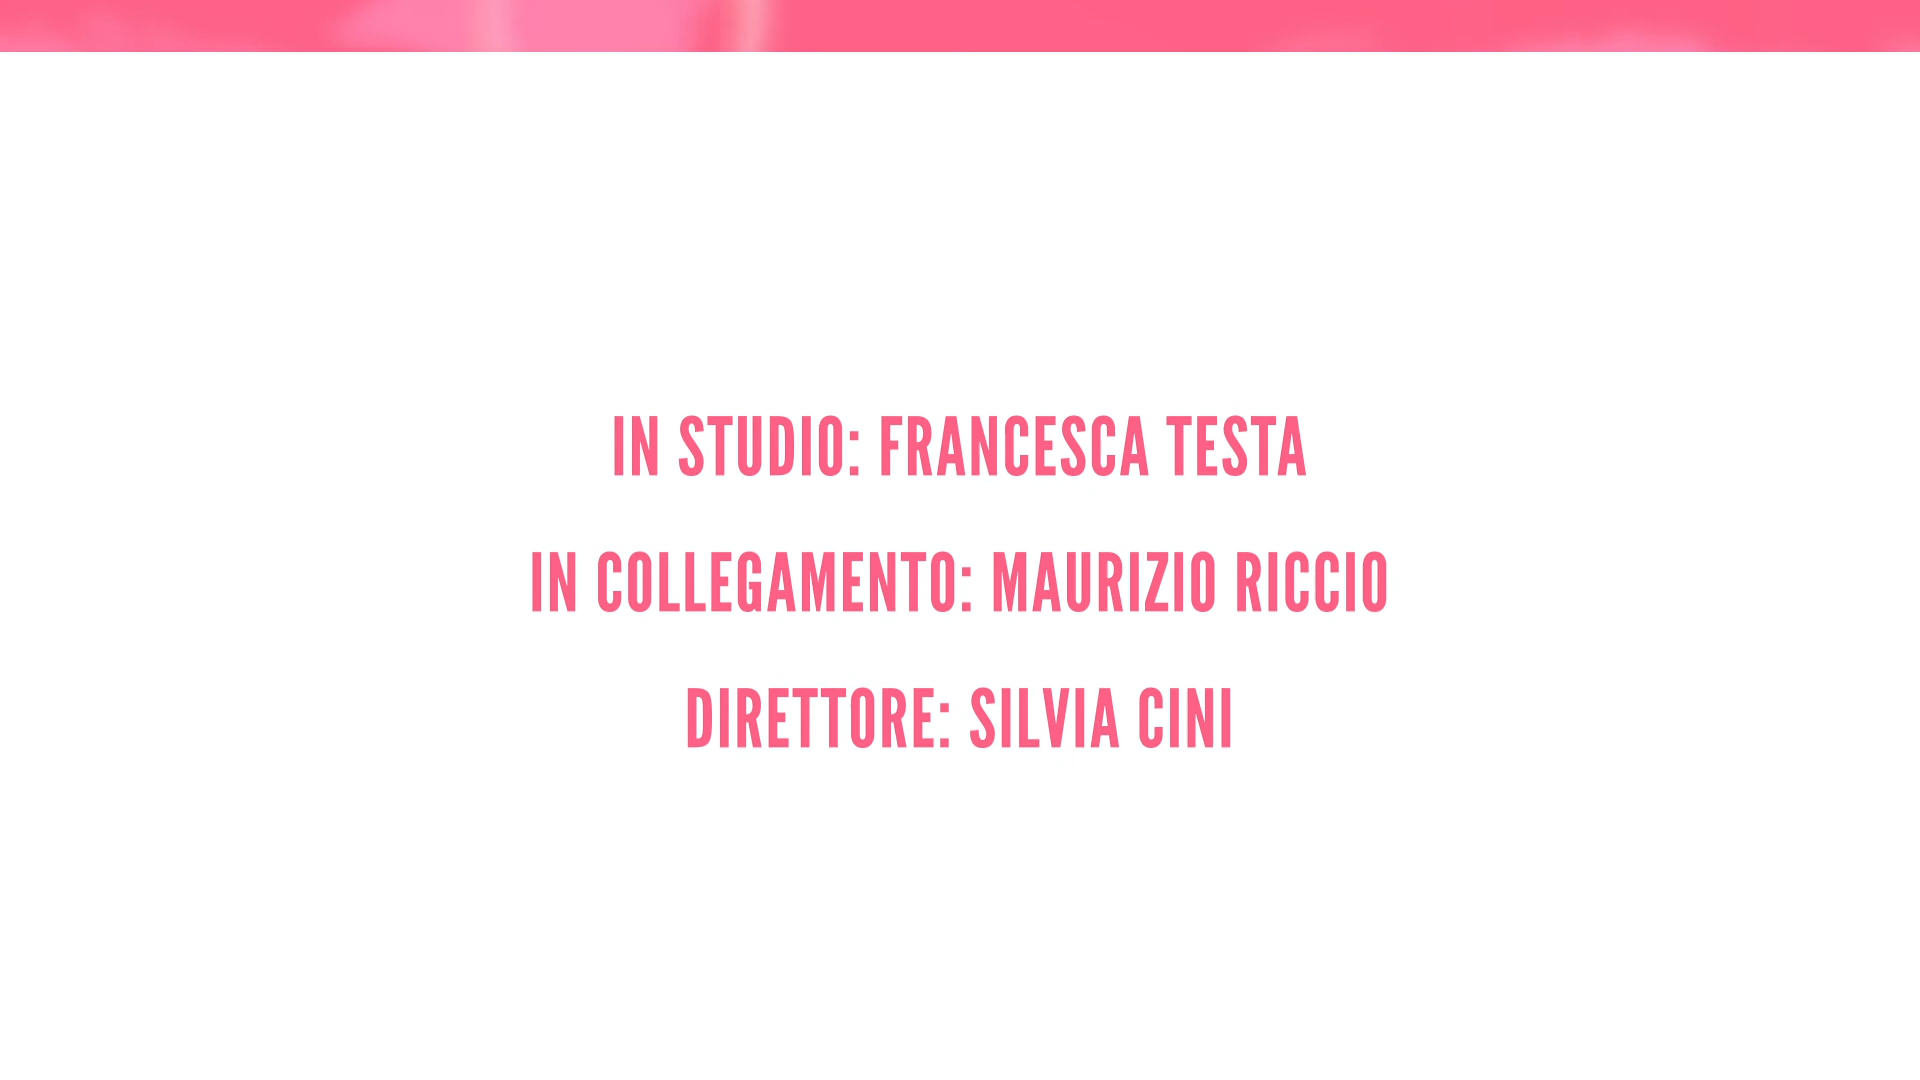 IN STUDIO: FRANCESCA TESTA
IN COLLEGAMENTO: MAURIZIO RICCIO
DIRETTORE: SILVIA CINI